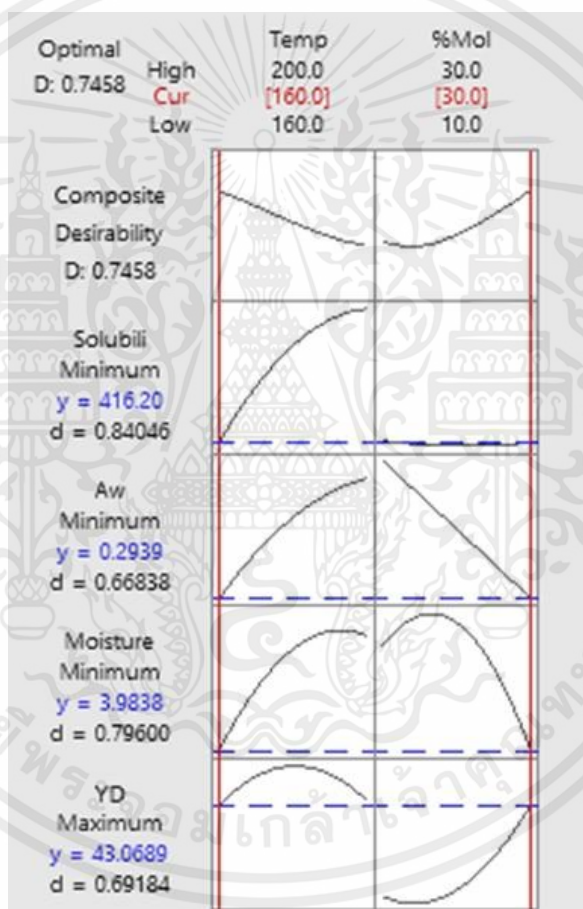 Optimal
D: 0.7458
Temp %Mol
High 200.0 30.0
Cur [160.0] [30.0]
Low 160.0 10.0
Composite
Desirability
D: 0.7458
Solubili
Minimum
y = 416.20
d = 0.84046
Aw
Minimum
y = 0.2939
d = 0.66838
Moisture
Minimum
y = 3.9838
d = 0.79600
YD
Maximum
y = 43.0689
d = 0.69184